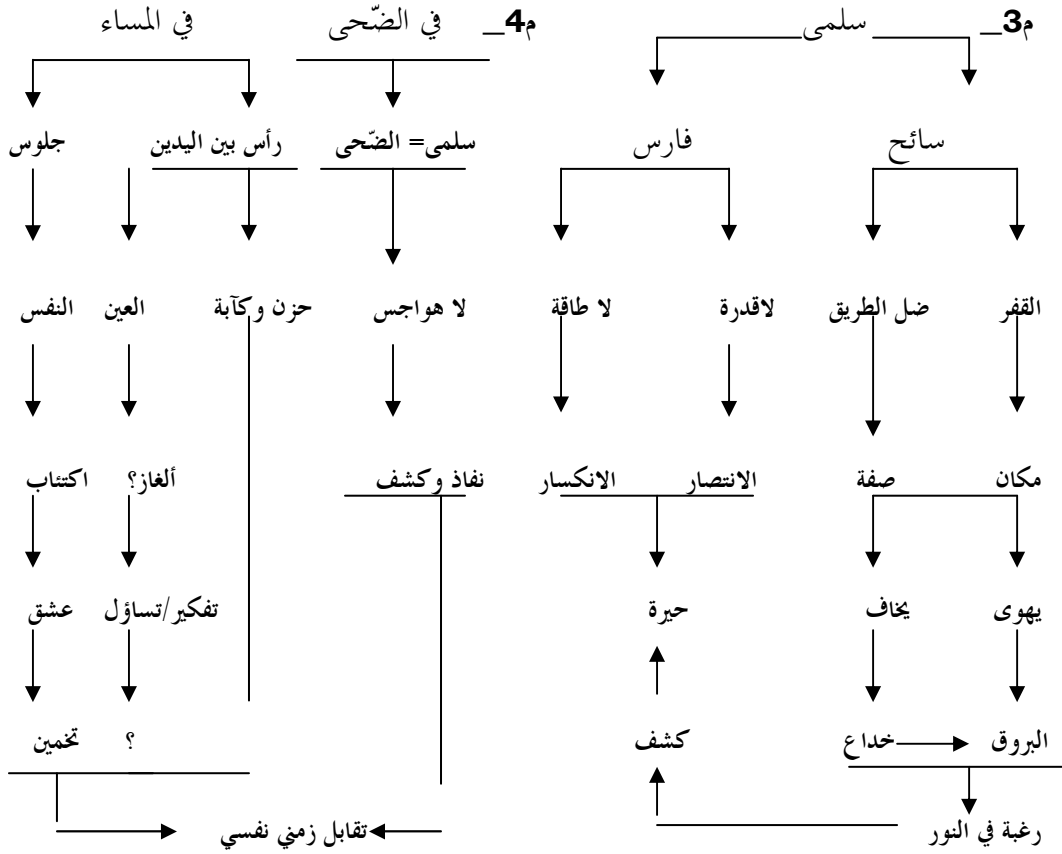 م3_ سلمى م4_ في الضّحى في المساء
سائح فارس سلمى= الضّحى رأس بين اليدين جلوس
القفر ضل الطريق لاقدرة لا طاقة لا هواجس حزن وكآبة العين النفس
مكان صفة الانتصار الانكسار نفاذ وكشف ألغاز؟ اكتئاب
يهوى يخاف حيرة تفكير/تساؤل عشق
البروق خداع كشف ؟ تخمين
رغبة في النور تقابل زمني نفسي